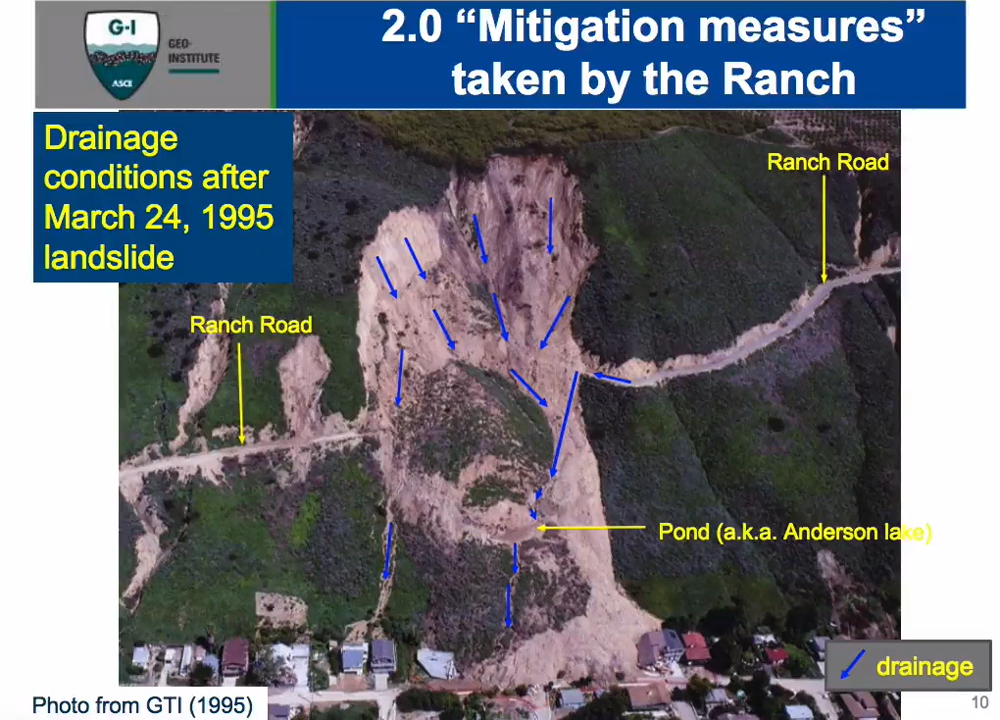 G-I
GEO-
INSTITUTE
ASCE
2.0 “Mitigation measures”
taken by the Ranch
Drainage
conditions after
March 24, 1995
landslide
Ranch Road
Ranch Road
Pond (a.k.a. Anderson lake)
drainage
Photo from GTI (1995)
10